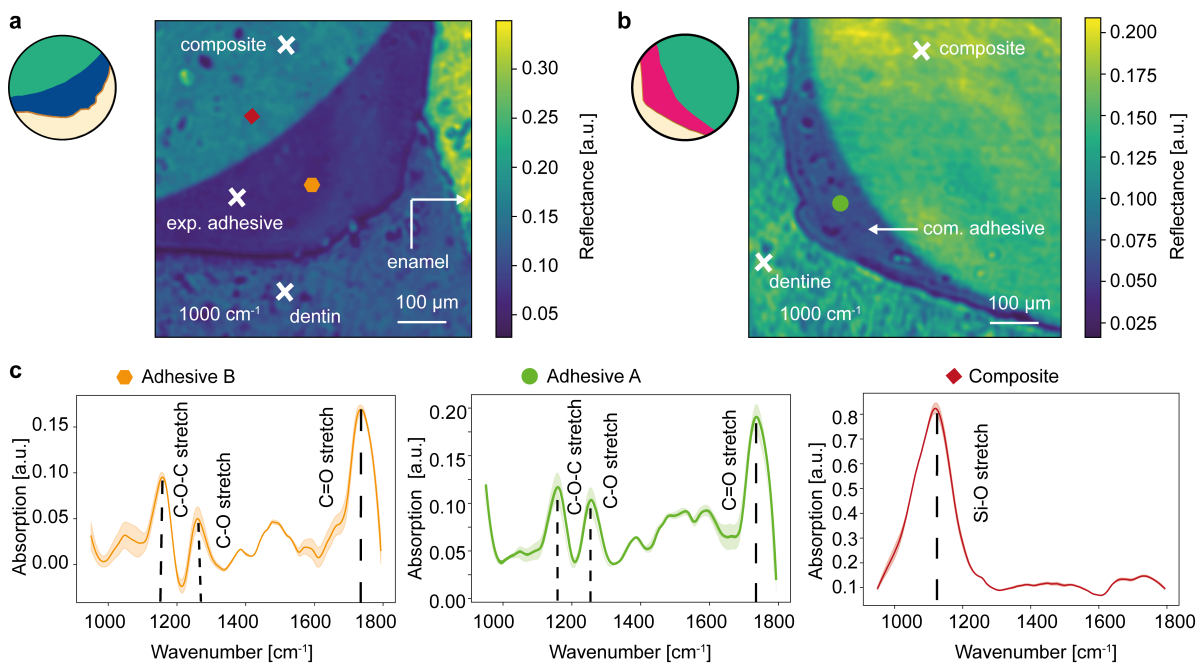 a
composite
exp. adhesive
enamel
1000 cm-1
dentin
100 µm
0.30
0.25
0.20
0.15
0.10
0.05
Reflectance [a.u.]
b
composite
com. adhesive
dentine
1000 cm-1
100 µm
0.200
0.175
0.150
0.125
0.100
0.075
0.050
0.025
Reflectance [a.u.]
c
Adhesive B
Absorption [a.u.]
0.15
0.10
0.05
0.00
C-O-C stretch
C-O stretch
C=O stretch
1000 1200 1400 1600 1800
Wavenumber [cm-1]
Adhesive A
Absorption [a.u.]
0.20
0.15
0.10
0.05
0.00
C-O-C stretch
C-O stretch
C=O stretch
1000 1200 1400 1600 1800
Wavenumber [cm-1]
Composite
Absorption [a.u.]
0.8
0.7
0.6
0.5
0.4
0.3
0.2
0.1
Si-O stretch
1000 1200 1400 1600 1800
Wavenumber [cm-1]